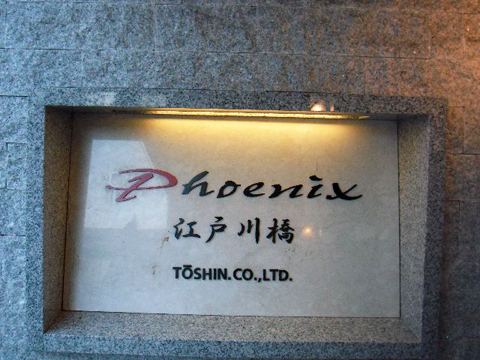 Phoenix
江戸川橋
TŌSHIN.CO.,LTD.